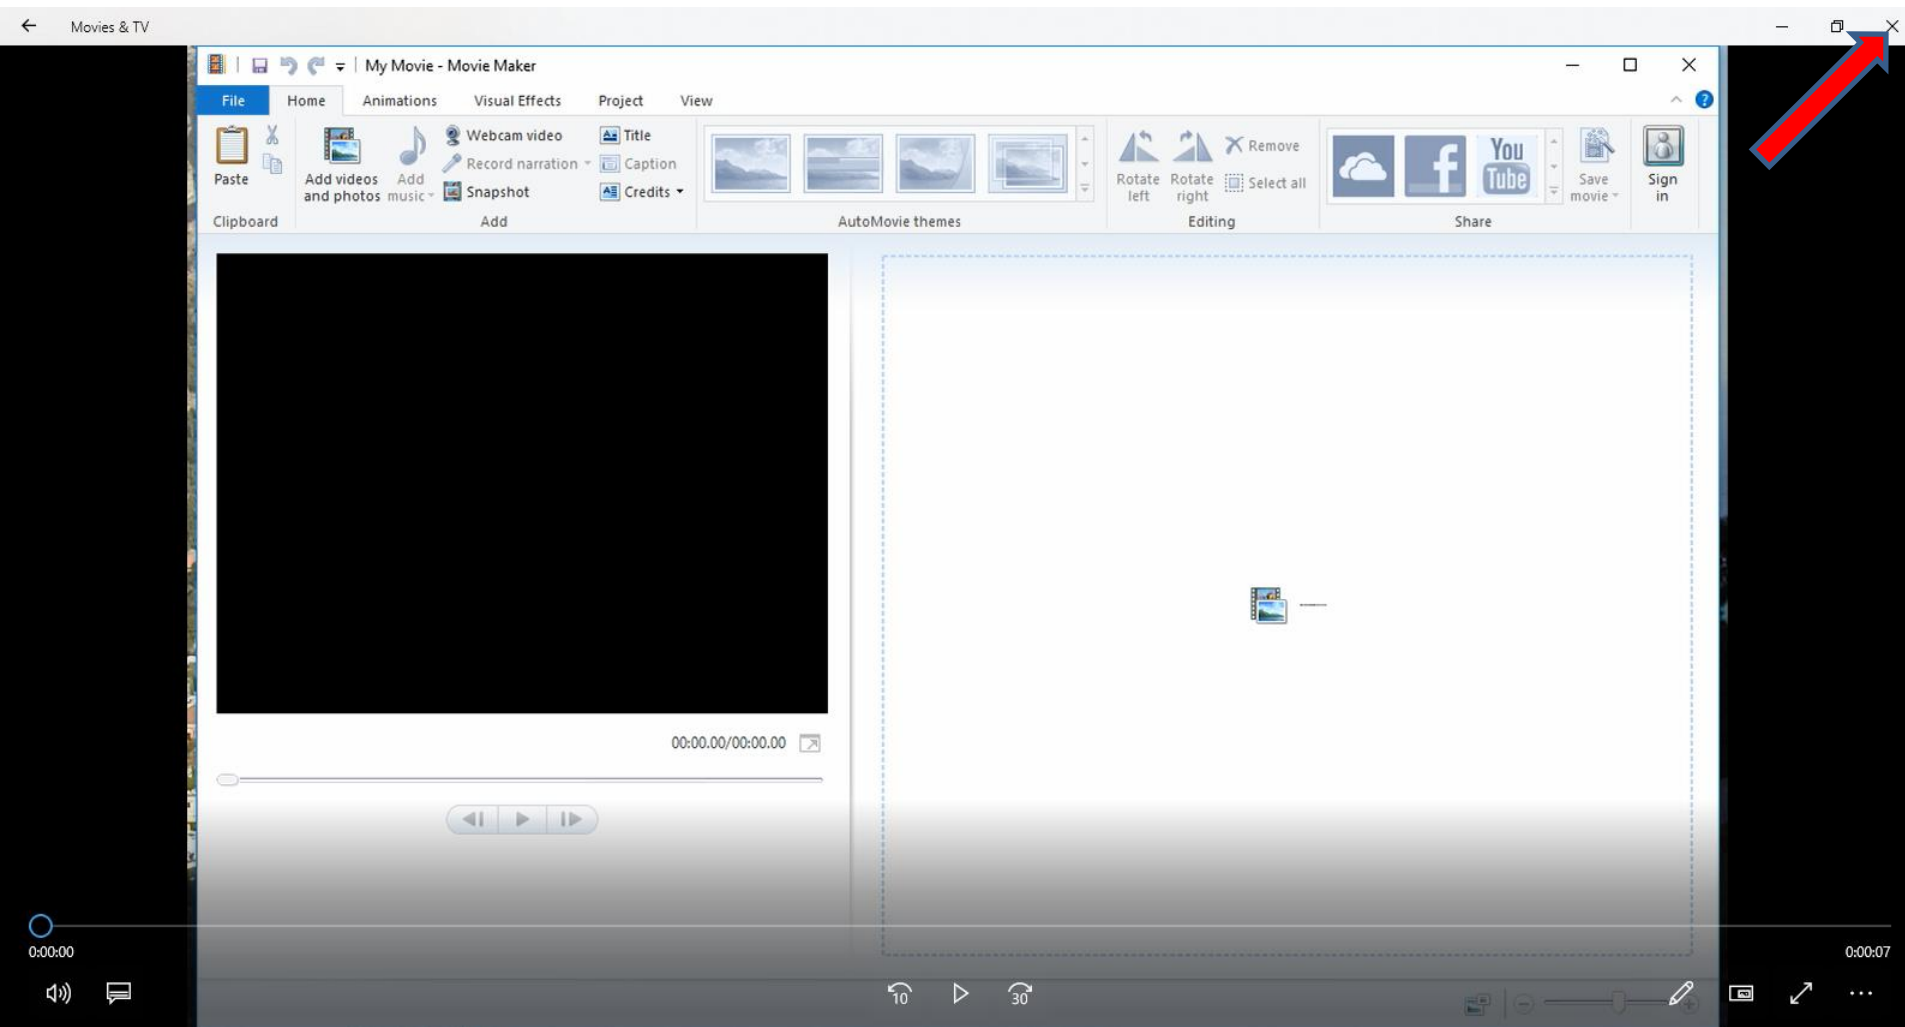 Movies & TV
My Movie - Movie Maker
File Home Animations Visual Effects Project View
Paste
Clipboard
Add videos and photos
Add music
Webcam video
Record narration
Snapshot
Title
Caption
Credits
Add
AutoMovie themes
Rotate left
Rotate right
Remove
Select all
Editing
You Tube
Share
Save movie
Sign in
00:00.00/00:00.00
0:00:00
0:00:07
10
30